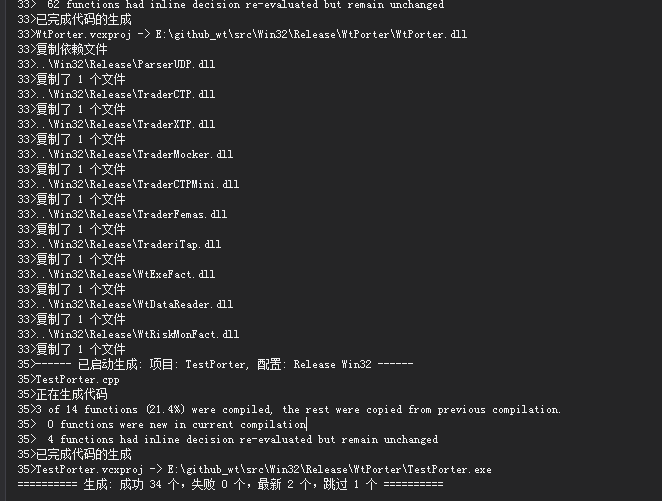 33>  62 functions had inline decision re-evaluated but remain unchanged
33>已完成代码的生成
33>WtPorter.vcxproj -> E:\github_wt\src\Win32\Release\WtPorter\WtPorter.dll
33>复制依赖文件
33>..\Win32\Release\ParserUDP.dll
33>复制了 1 个文件
33>..\Win32\Release\TraderCTP.dll
33>复制了 1 个文件
33>..\Win32\Release\TraderXTP.dll
33>复制了 1 个文件
33>..\Win32\Release\TraderMocker.dll
33>复制了 1 个文件
33>..\Win32\Release\TraderCTPMini.dll
33>复制了 1 个文件
33>..\Win32\Release\TraderFemas.dll
33>复制了 1 个文件
33>..\Win32\Release\TraderiTap.dll
33>复制了 1 个文件
33>..\Win32\Release\WtExeFact.dll
33>复制了 1 个文件
33>..\Win32\Release\WtDataReader.dll
33>复制了 1 个文件
33>..\Win32\Release\WtRiskMonFact.dll
33>复制了 1 个文件
35>------ 已启动生成: 项目: TestPorter, 配置: Release Win32 ------
35>TestPorter.cpp
35>正在生成代码
35>3 of 14 functions (21.4%) were compiled, the rest were copied from previous compilation.
35>  0 functions were new in current compilation
35>  4 functions had inline decision re-evaluated but remain unchanged
35>已完成代码的生成
35>TestPorter.vcxproj -> E:\github_wt\src\Win32\Release\WtPorter\TestPorter.exe
========== 生成: 成功 34 个，失败 0 个，最新 2 个，跳过 1 个 ==========